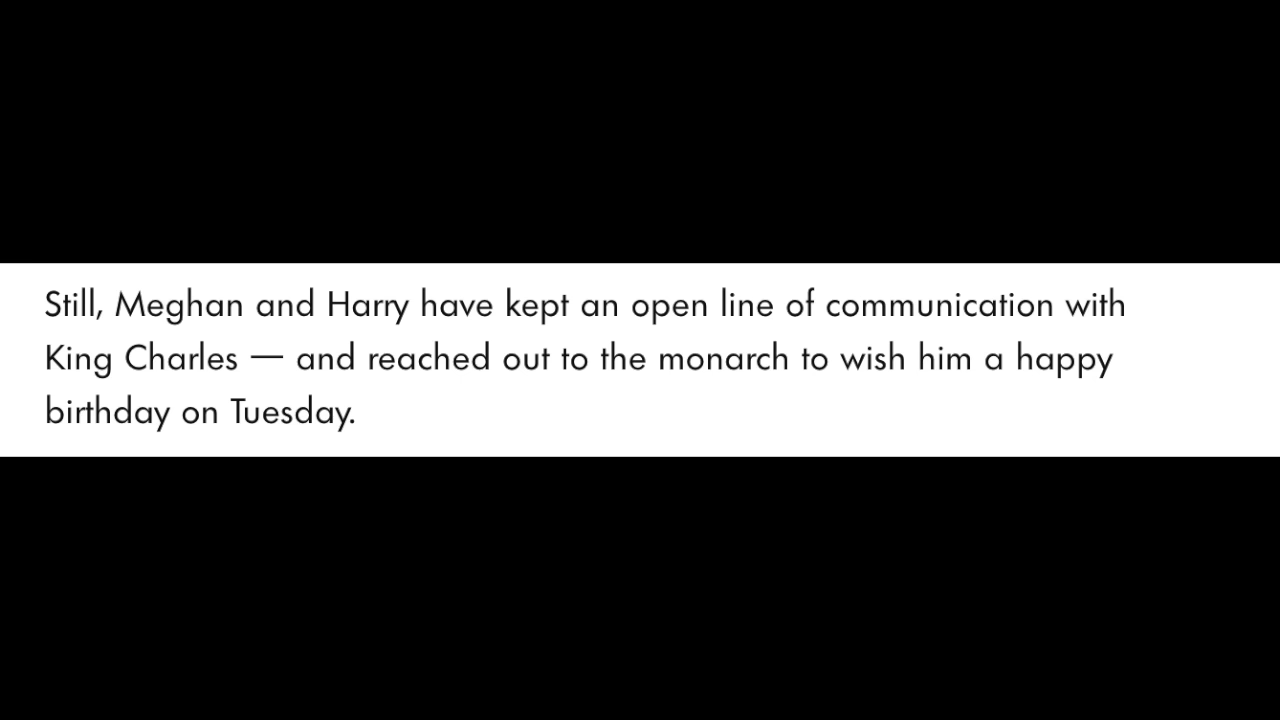 Still, Meghan and Harry have kept an open line of communication with
King Charles — and reached out to the monarch to wish him a happy
birthday on Tuesday.